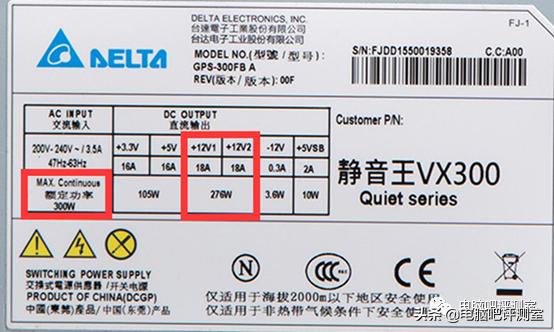 DELTA ELECTRONICS, INC.
台達電子工業股份有限公司
台达电子工业股份有限公司
MODEL NO.(型號/型号):
GPS-300FB A
REV(版本/版本): 00F
FJ-1
S/N:FJDD1550019358 C.C:A00
DELTA
AC INPUT
交流輸入
DC OUTPUT
直流輸出
200V- 240V~ / 3.5A
47Hz-63Hz
+3.3V +5V +12V1 +12V2 -12V +5VSB
16A 16A 18A 18A 0.3A 2A
MAX. Continuous
額定功率
300W
105W 276W 3.6W 10W
Customer P/N:
静音王VX300
Quiet series
SWITCHING POWER SUPPLY
交換式電源供應器/开关电源
PRODUCT OF CHINA(DCGP)
中國(東莞)產品/中国(东莞)产品
N
CCC
CE
仅适用于海拔2000m以下地区安全使用
仅适用于非热带气候条件下安全使用
电脑吧评测室
头条@电脑吧评测室